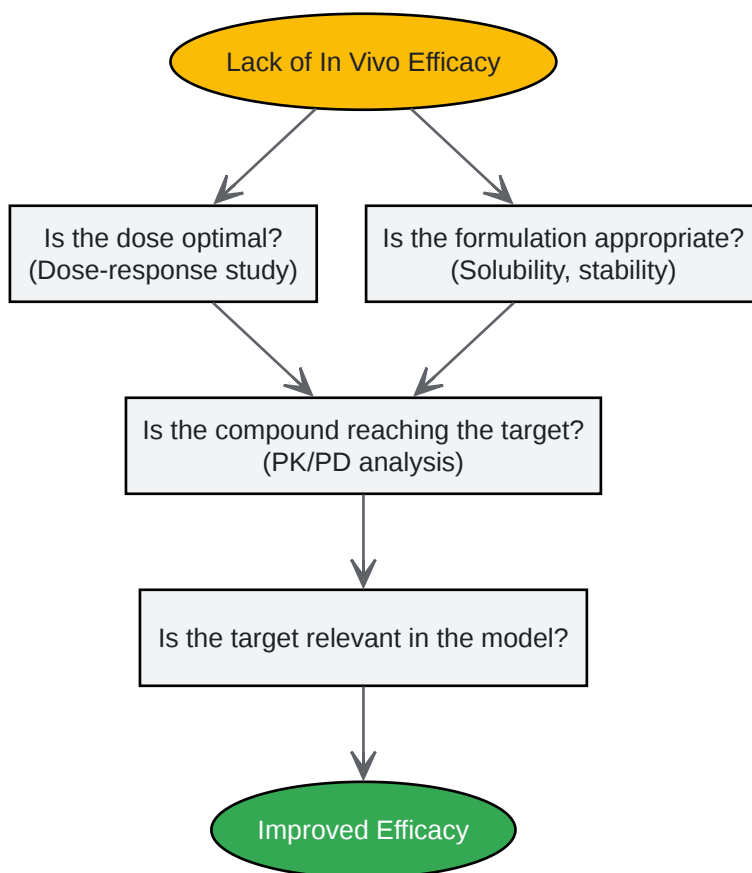 Lack of In Vivo Efficacy
Is the dose optimal?
(Dose-response study)
Is the formulation appropriate?
(Solubility, stability)
Is the compound reaching the target?
(PK/PD analysis)
Is the target relevant in the model?
Improved Efficacy